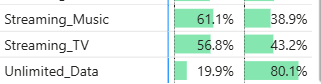 Streaming_Music 61.1% 38.9%
Streaming_TV 56.8% 43.2%
Unlimited_Data 19.9% 80.1%